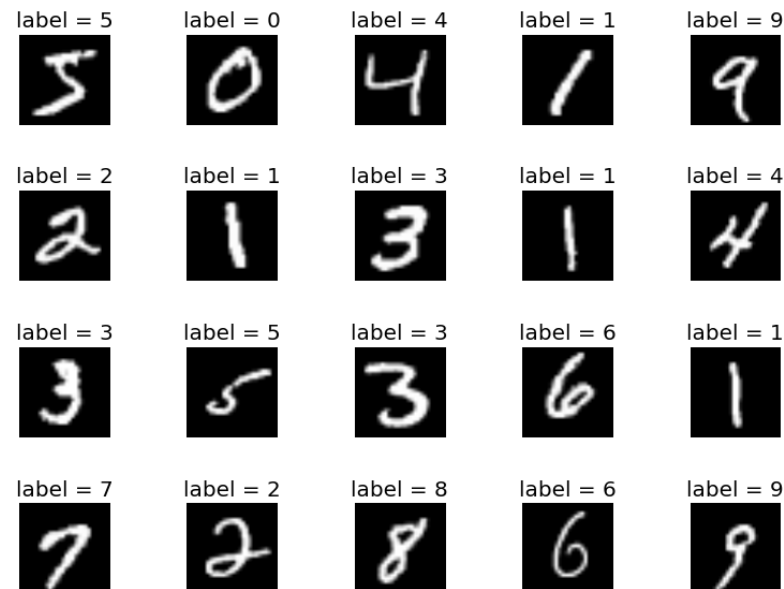 label = 5 label = 0 label = 4 label = 1 label = 9
5 0 4 1 9
label = 2 label = 1 label = 3 label = 1 label = 4
2 1 3 1 4
label = 3 label = 5 label = 3 label = 6 label = 1
3 5 3 6 1
label = 7 label = 2 label = 8 label = 6 label = 9
7 2 8 6 9